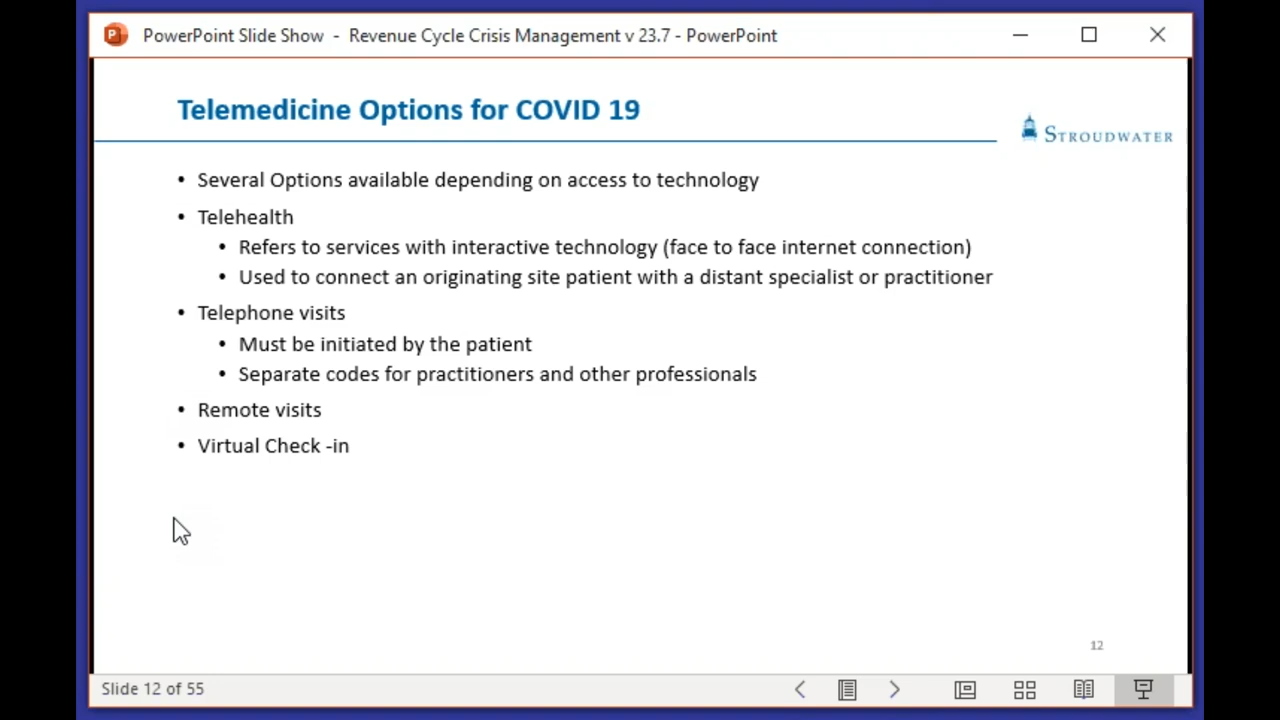 PowerPoint Slide Show - Revenue Cycle Crisis Management v 23.7 - PowerPoint
Telemedicine Options for COVID 19
STROUDWATER
• Several Options available depending on access to technology
• Telehealth
• Refers to services with interactive technology (face to face internet connection)
• Used to connect an originating site patient with a distant specialist or practitioner
• Telephone visits
• Must be initiated by the patient
• Separate codes for practitioners and other professionals
• Remote visits
• Virtual Check -in
12
Slide 12 of 55